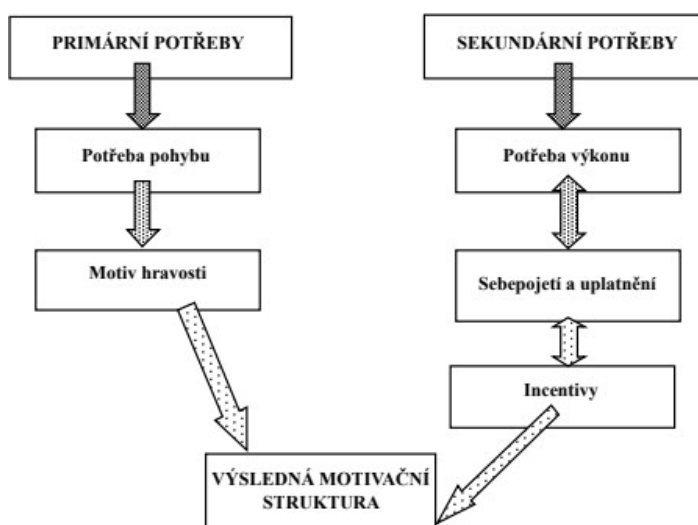 PRIMÁRNÍ POTŘEBY
SEKUNDÁRNÍ POTŘEBY
Potřeba pohybu
Potřeba výkonu
Motiv hravosti
Sebepojetí a uplatnění
Incentivy
VÝSLEDNÁ MOTIVAČNÍ
STRUKTURA